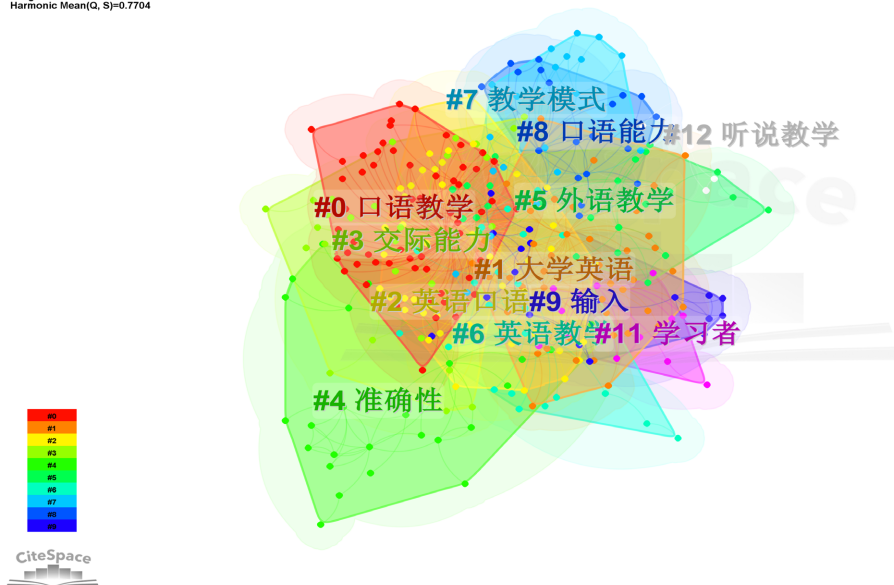 Harmonic Mean(Q, S)=0.7704
#7 教学模式
#8 口语能力
#12 听说教学
#0 口语教学
#5 外语教学
#3 交际能力
#1 大学英语
#2 英语口语
#9 输入
#6 英语教学
#11 学习者
#4 准确性
#0
#1
#2
#3
#4
#5
#6
#7
#8
CiteSpace